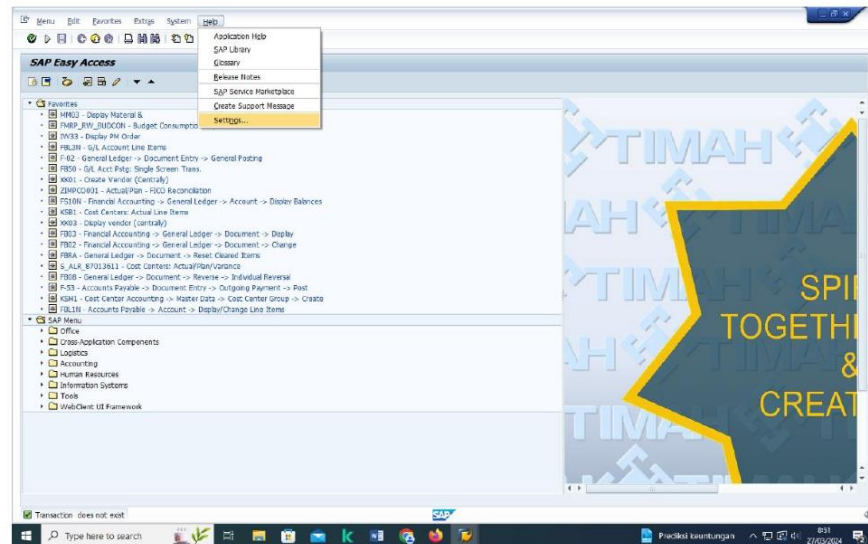 Menu Edit Favorites Extras System Help
Application Help
SAP Library
Glossary
Release Notes
SAP Service Marketplace
Create Support Message
Settings...
SAP Easy Access
Favorites
MM03 - Display Material &
FMRP_RW_BUDCON - Budget Consumptio
IW33 - Display PM Order
FBL3N - G/L Account Line Items
F-02 - General Ledger -> Document Entry -> General Posting
FB50 - G/L Acct Pstg: Single Screen Trans.
XK01 - Create Vendor (Centrally)
ZIMPCO001 - Actual/Plan - FICO Reconciliation
FS10N - Financial Accounting -> General Ledger -> Account -> Display Balances
KSB1 - Cost Centers: Actual Line Items
XK03 - Display vendor (centrally)
FB03 - Financial Accounting -> General Ledger -> Document -> Display
FB02 - Financial Accounting -> General Ledger -> Document -> Change
FBRA - General Ledger -> Document -> Reset Cleared Items
S_ALR_87013611 - Cost Centers: Actual/Plan/Variance
FB08 - General Ledger -> Document -> Reverse -> Individual Reversal
F-53 - Accounts Payable -> Document Entry -> Outgoing Payment -> Post
KSH1 - Cost Center Accounting -> Master Data -> Cost Center Group -> Create
FBL1N - Accounts Payable -> Account -> Display/Change Line Items
SAP Menu
Office
Cross-Application Components
Logistics
Accounting
Human Resources
Information Systems
Tools
WebClient UI Framework
TIMAH
AH TIMA
TIM
AH TIMA
TIMA
SPI
TOGETH
&
CREAT
Transaction does not exist
SAP
Type here to search
Prediksi keuntungan
8:51
27/03/2024